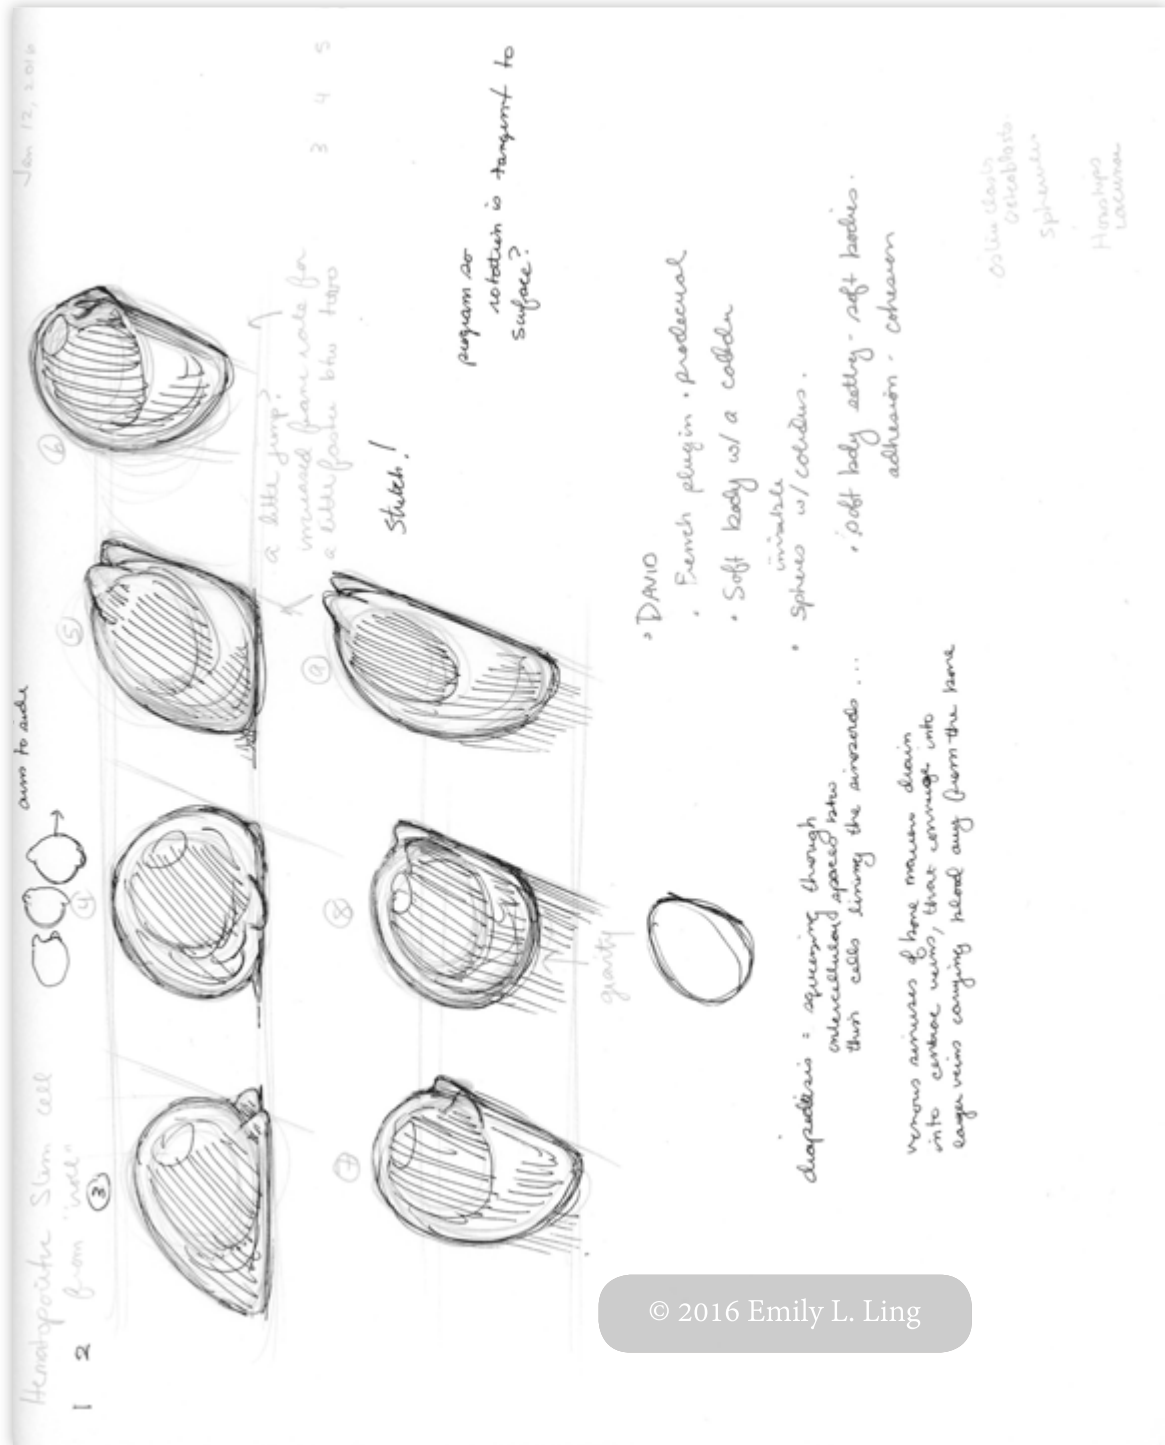 Jan 12, 2016
Hematopoietic Stem cell
from "role"
1 2 3 4 5 6
arms to side
3 4 5
a little jump?
increased frame rate for
a little faster btw two
7 8 9
Stretch!
program so
rotation is tangent to
surface?
gravity
• DAVID
• French plugin • procedural
• Soft body w/ a collider
invisible
• Spheres w/ colliders.
• soft body setting - soft bodies.
adhesion - cohesion
diapedesis = squeezing through
intercellular spaced btw
thin cells lining the sinusoids ...
venous sinuses of bone marrow drain
into central veins, that converge into
larger veins carrying blood away from the bone
osteoclasts
osteoblasts.
spherules
Howships
Lacunae
© 2016 Emily L. Ling